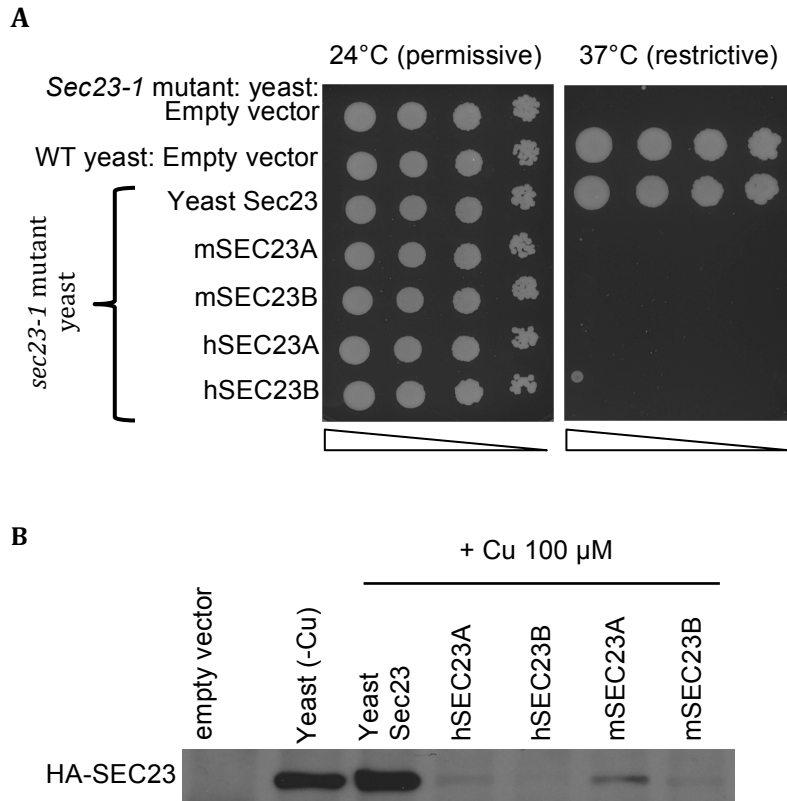 A
24°C (permissive)
37°C (restrictive)
Sec23-1 mutant: yeast:
Empty vector
WT yeast: Empty vector
Yeast Sec23
mSEC23A
mSEC23B
hSEC23A
hSEC23B
sec23-1 mutant
yeast
B
+ Cu 100 µM
empty vector
Yeast (-Cu)
Yeast
Sec23
hSEC23A
hSEC23B
mSEC23A
mSEC23B
HA-SEC23